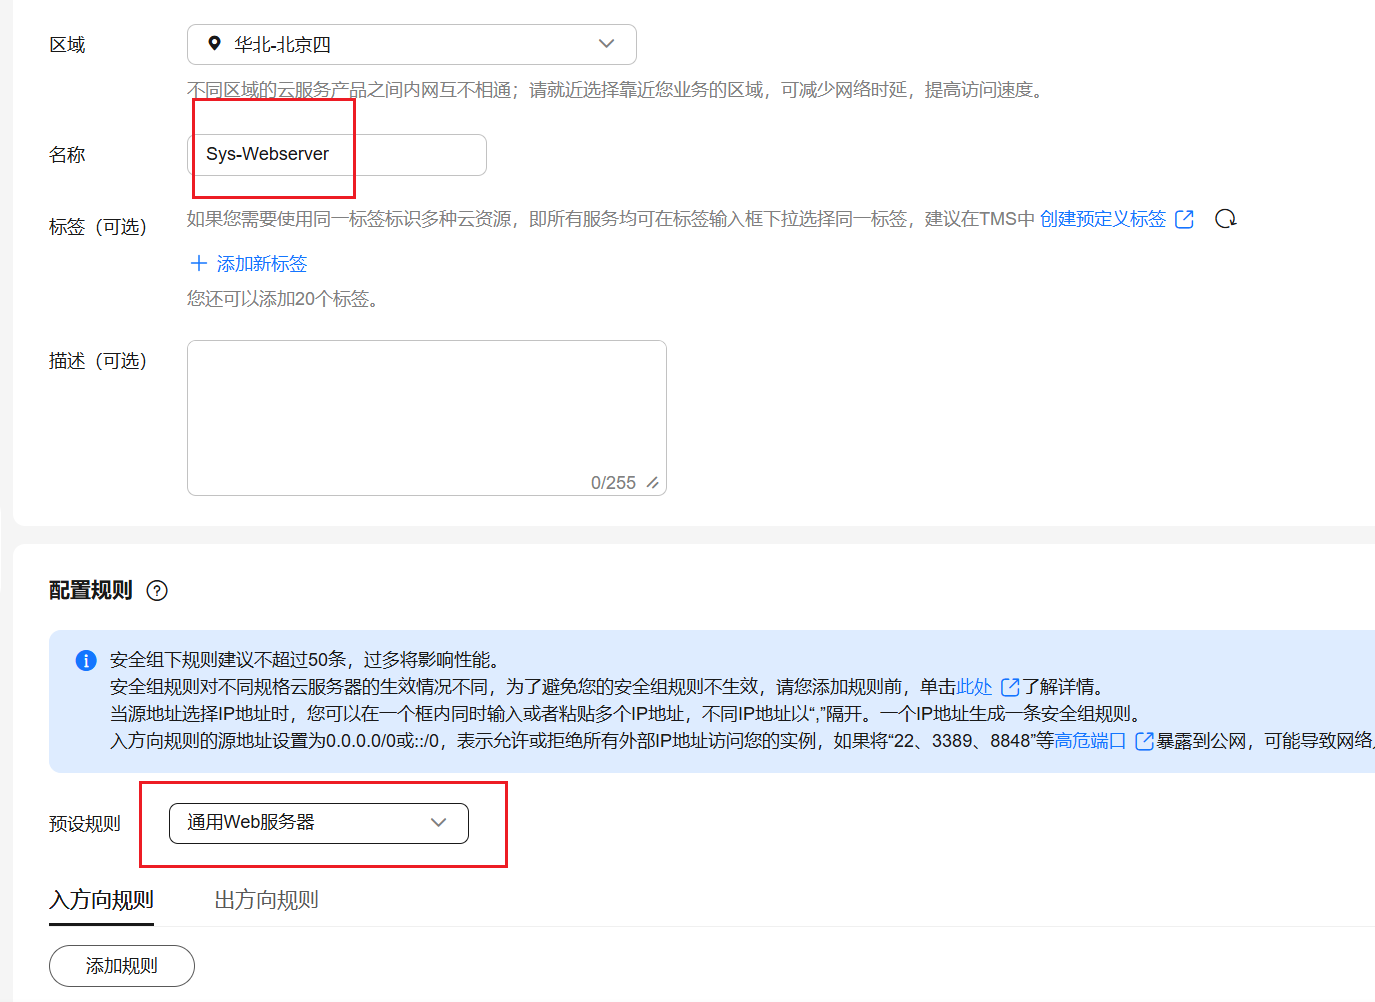 区域
华北-北京四
不同区域的云服务产品之间内网互不相通；请就近选择靠近您业务的区域，可减少网络时延，提高访问速度。
名称
Sys-Webserver
标签（可选）
如果您需要使用同一标签标识多种云资源，即所有服务均可在标签输入框下拉选择同一标签，建议在TMS中 创建预定义标签
添加新标签
您还可以添加20个标签。
描述（可选）
0/255
配置规则
安全组下规则建议不超过50条，过多将影响性能。
安全组规则对不同规格云服务器的生效情况不同，为了避免您的安全组规则不生效，请您添加规则前，单击此处 了解详情。
当源地址选择IP地址时，您可以在一个框内同时输入或者粘贴多个IP地址，不同IP地址以“,”隔开。一个IP地址生成一条安全组规则。
入方向规则的源地址设置为0.0.0.0/0或::/0，表示允许或拒绝所有外部IP地址访问您的实例，如果将“22、3389、8848”等高危端口 暴露到公网，可能导致网络
预设规则
通用Web服务器
入方向规则
出方向规则
添加规则